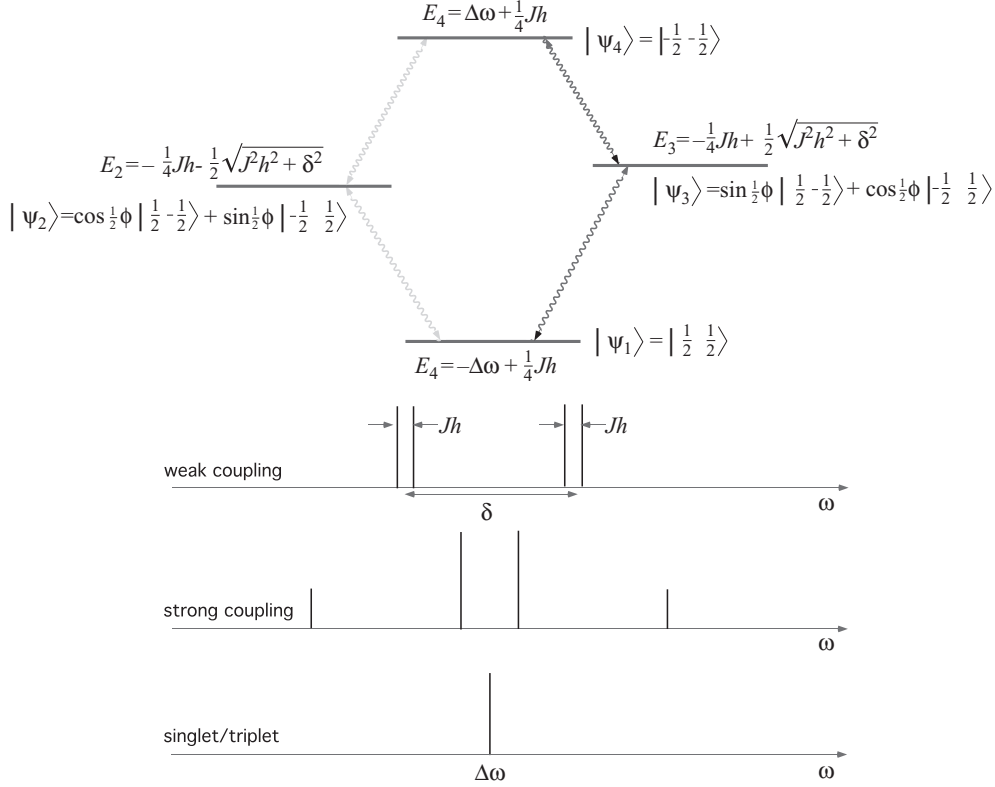 E₄=Δω+¼Jh
| ψ₄⟩ = |-½ -½⟩
E₃=−¼Jh+ ½√(J²h² + δ²)
E₂=− ¼Jh- ½√(J²h² + δ²)
| ψ₃⟩ =sin½ϕ | ½ -½⟩ + cos½ϕ |-½ ½⟩
| ψ₂⟩=cos½ϕ | ½ -½⟩ + sin½ϕ |-½ ½⟩
| ψ₁⟩ = | ½ ½⟩
E₄=−Δω + ¼Jh
Jh Jh
weak coupling
δ ω
strong coupling
ω
singlet/triplet
Δω ω